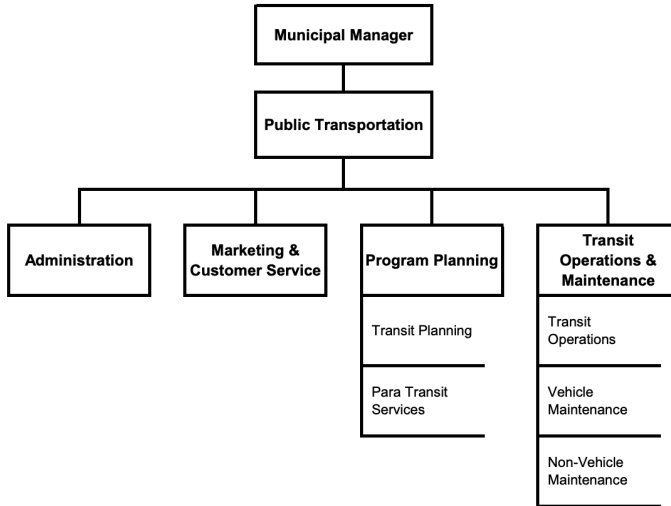 Municipal Manager
Public Transportation
Administration
Marketing &
Customer Service
Program Planning
Transit
Operations &
Maintenance
Transit Planning
Para Transit
Services
Transit
Operations
Vehicle
Maintenance
Non-Vehicle
Maintenance